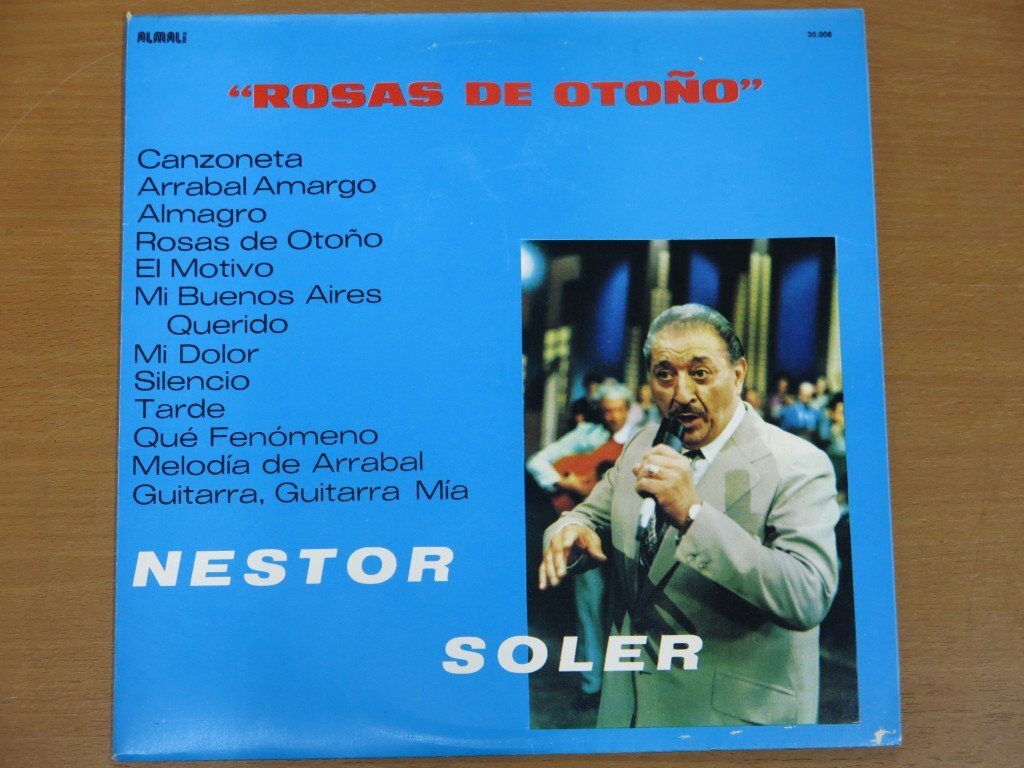 ALMALI
30.008
“ROSAS DE OTOÑO”
Canzoneta
Arrabal Amargo
Almagro
Rosas de Otoño
El Motivo
Mi Buenos Aires
Querido
Mi Dolor
Silencio
Tarde
Qué Fenómeno
Melodía de Arrabal
Guitarra, Guitarra Mía
NESTOR
SOLER